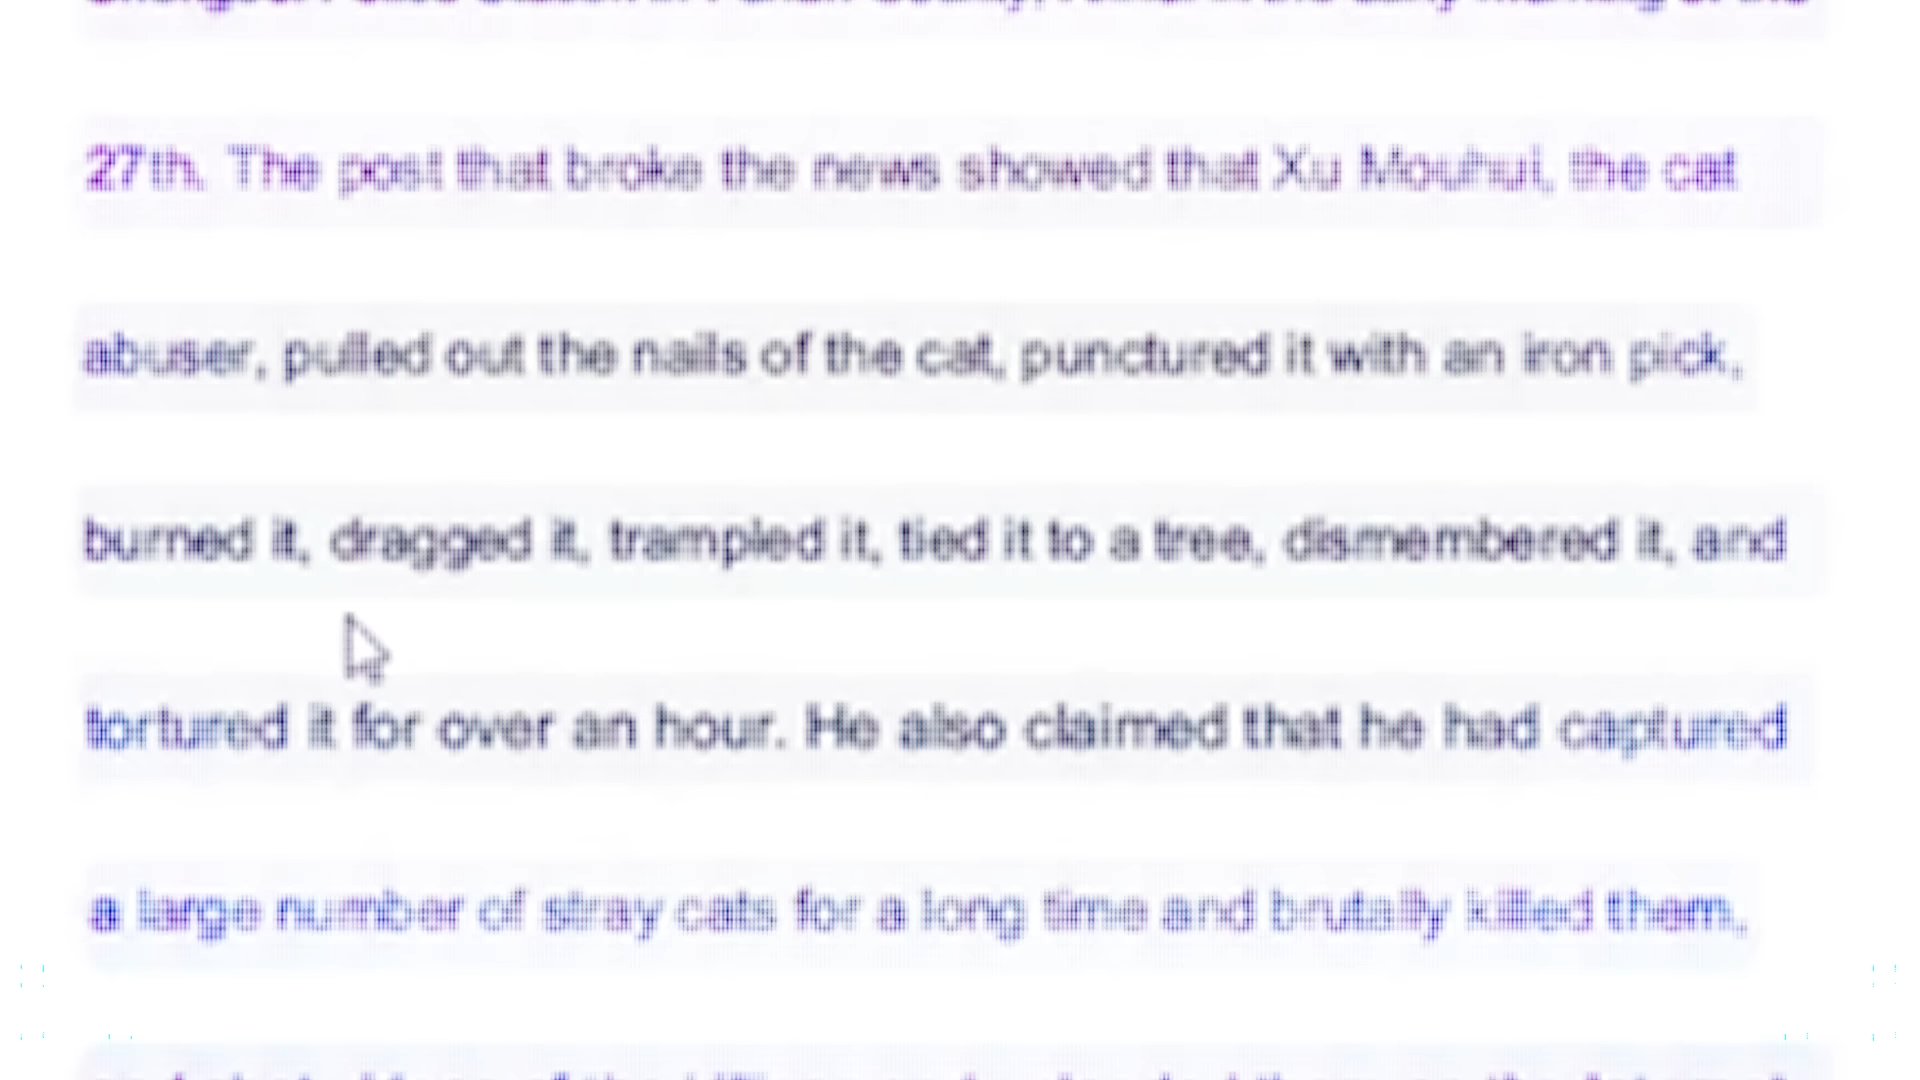 27th. The post that broke the news showed that Xu Mouhui, the cat
abuser, pulled out the nails of the cat, punctured it with an iron pick,
burned it, dragged it, trampled it, tied it to a tree, dismembered it, and
tortured it for over an hour. He also claimed that he had captured
a large number of stray cats for a long time and brutally killed them,